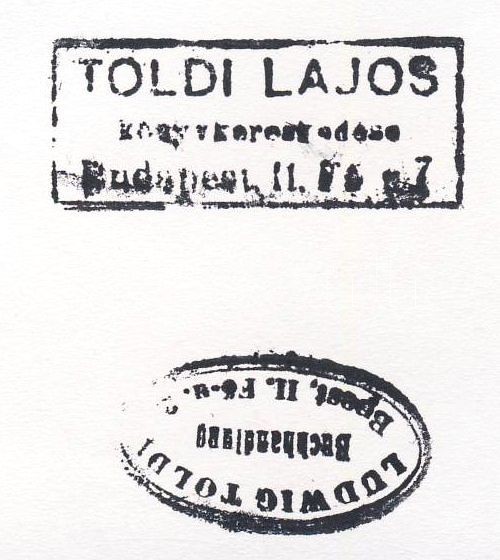 TOLDI LAJOS
könyvkereskedése
Budapest, II. Fő u. 7
LUDWIG TOLDI
Buchhandlung
Bpest, II. Fő-u.